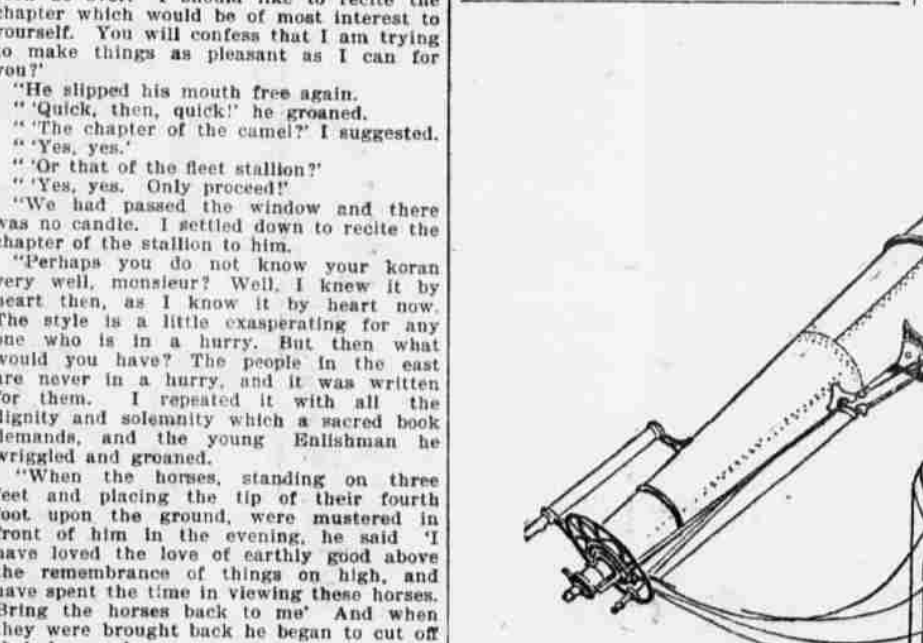 I should like to recite the
chapter which would be of most interest to
yourself. You will confess that I am trying
to make things as pleasant as I can for
you?'
"He slipped his mouth free again.
" 'Quick, then, quick!' he groaned.
" 'The chapter of the camel?' I suggested.
" 'Yes, yes.'
" 'Or that of the fleet stallion?'
" 'Yes, yes. Only proceed!'
"We had passed the window and there
was no candle. I settled down to recite the
chapter of the stallion to him.
"Perhaps you do not know your koran
very well, monsieur? Well, I knew it by
heart then, as I know it by heart now.
The style is a little exasperating for any
one who is in a hurry. But then what
would you have? The people in the east
are never in a hurry, and it was written
for them. I repeated it with all the
dignity and solemnity which a sacred book
demands, and the young Enlishman he
wriggled and groaned.
"When the horses, standing on three
feet and placing the tip of their fourth
foot upon the ground, were mustered in
front of him in the evening, he said 'I
have loved the love of earthly good above
the remembrance of things on high, and
have spent the time in viewing these horses.
Bring the horses back to me' And when
they were brought back he began to cut off